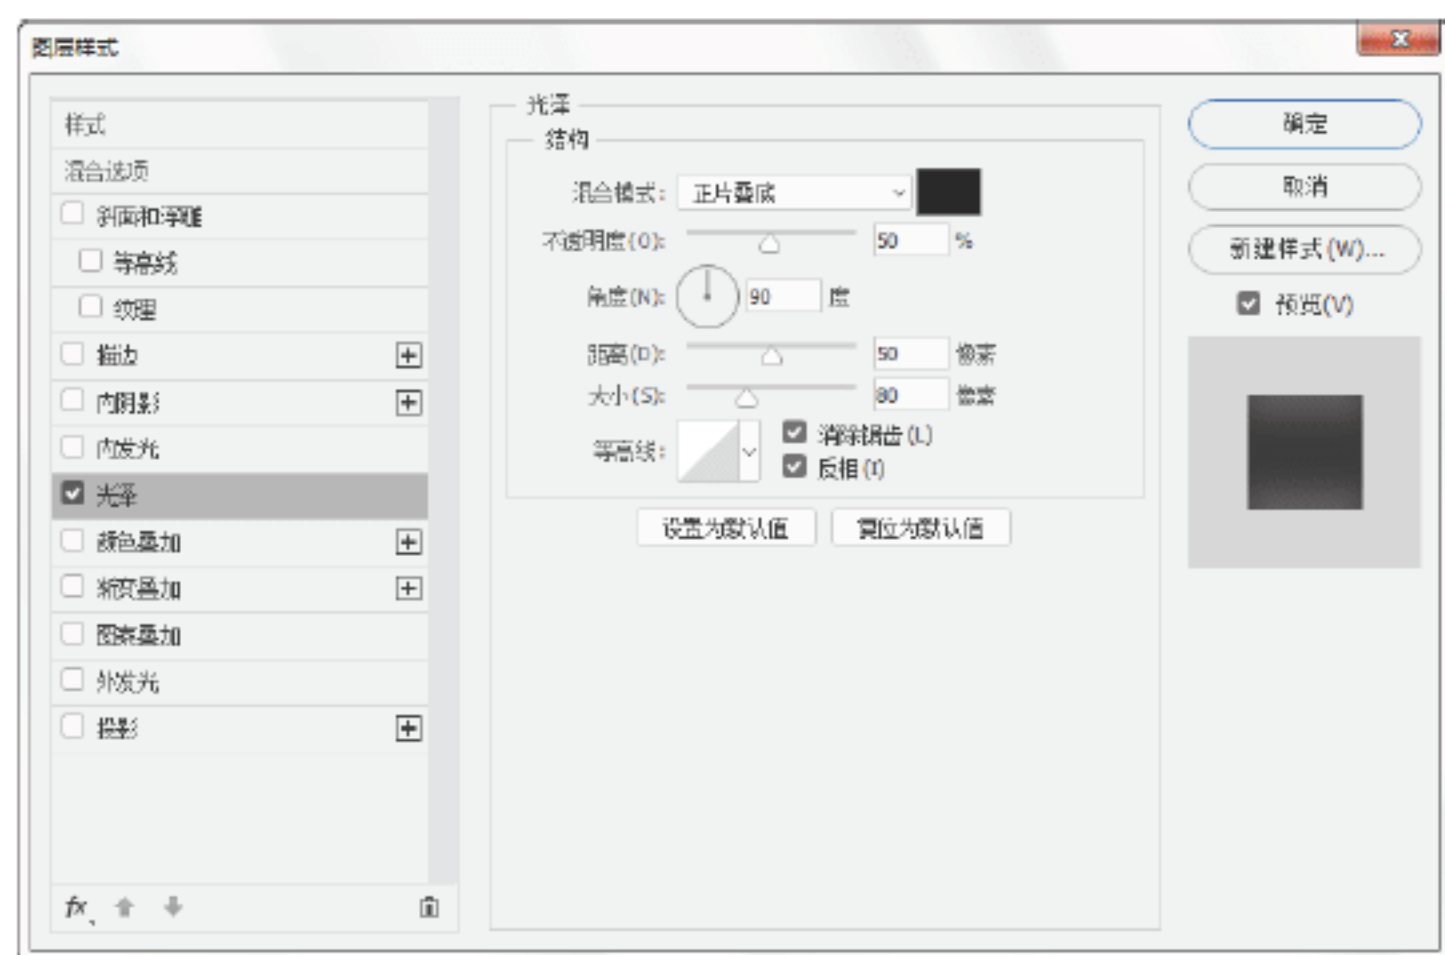 图层样式
样式
混合选项
斜面和浮雕
等高线
纹理
描边
内阴影
内发光
光泽
颜色叠加
渐变叠加
图案叠加
外发光
投影
fx
光泽
结构
混合模式: 正片叠底
不透明度(O): 50 %
角度(N): 90 度
距离(D): 50 像素
大小(S): 80 像素
等高线: 消除锯齿(L)
反相(I)
设置为默认值 复位为默认值
确定
取消
新建样式(W)...
预览(V)